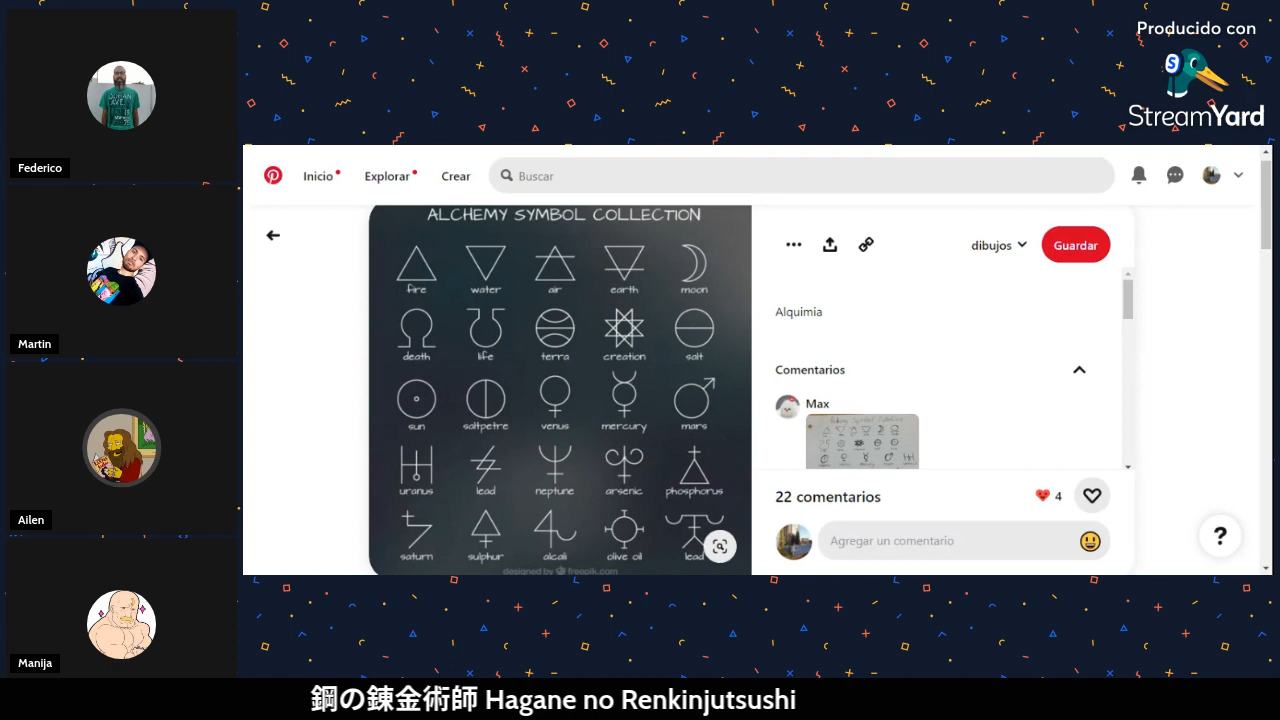 Producido con
StreamYard
Federico
Martin
Ailen
Manija
Inicio
Explorar
Crear
Buscar
ALCHEMY SYMBOL COLLECTION
fire water air earth moon
death life terra creation salt
sun saltpetre venus mercury mars
uranus lead neptune arsenic phosphorus
saturn sulphur alcali olive oil lead
designed by freepik.com
dibujos
Guardar
Alquimia
Comentarios
Max
22 comentarios
4
Agregar un comentario
?
鋼の錬金術師 Hagane no Renkinjutsushi